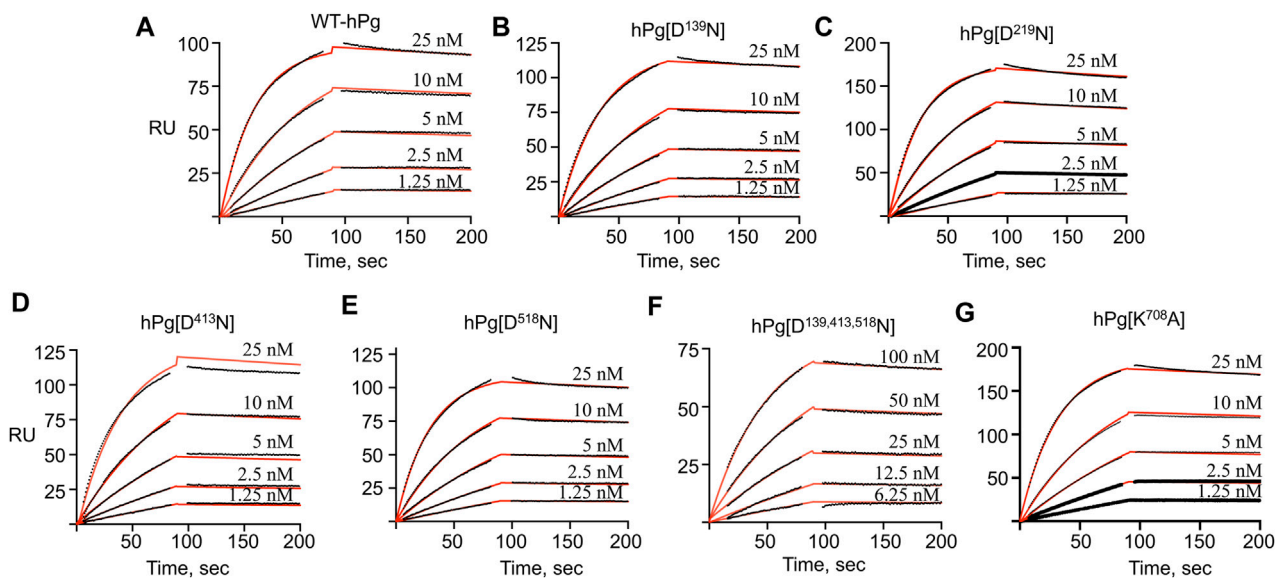 A
WT-hPg
RU
100
75
50
25
0
25 nM
10 nM
5 nM
2.5 nM
1.25 nM
50 100 150 200
Time, sec
B
hPg[D¹³⁹N]
125
100
75
50
25
0
25 nM
10 nM
5 nM
2.5 nM
1.25 nM
50 100 150 200
Time, sec
C
hPg[D²¹⁹N]
200
150
100
50
0
25 nM
10 nM
5 nM
2.5 nM
1.25 nM
50 100 150 200
Time, sec
D
hPg[D⁴¹³N]
RU
125
100
75
50
25
0
25 nM
10 nM
5 nM
2.5 nM
1.25 nM
50 100 150 200
Time, sec
E
hPg[D⁵¹⁸N]
125
100
75
50
25
0
25 nM
10 nM
5 nM
2.5 nM
1.25 nM
50 100 150 200
Time, sec
F
hPg[D¹³⁹,⁴¹³,⁵¹⁸N]
75
50
25
0
100 nM
50 nM
25 nM
12.5 nM
6.25 nM
50 100 150 200
Time, sec
G
hPg[K⁷⁰⁸A]
200
150
100
50
0
25 nM
10 nM
5 nM
2.5 nM
1.25 nM
50 100 150 200
Time, sec